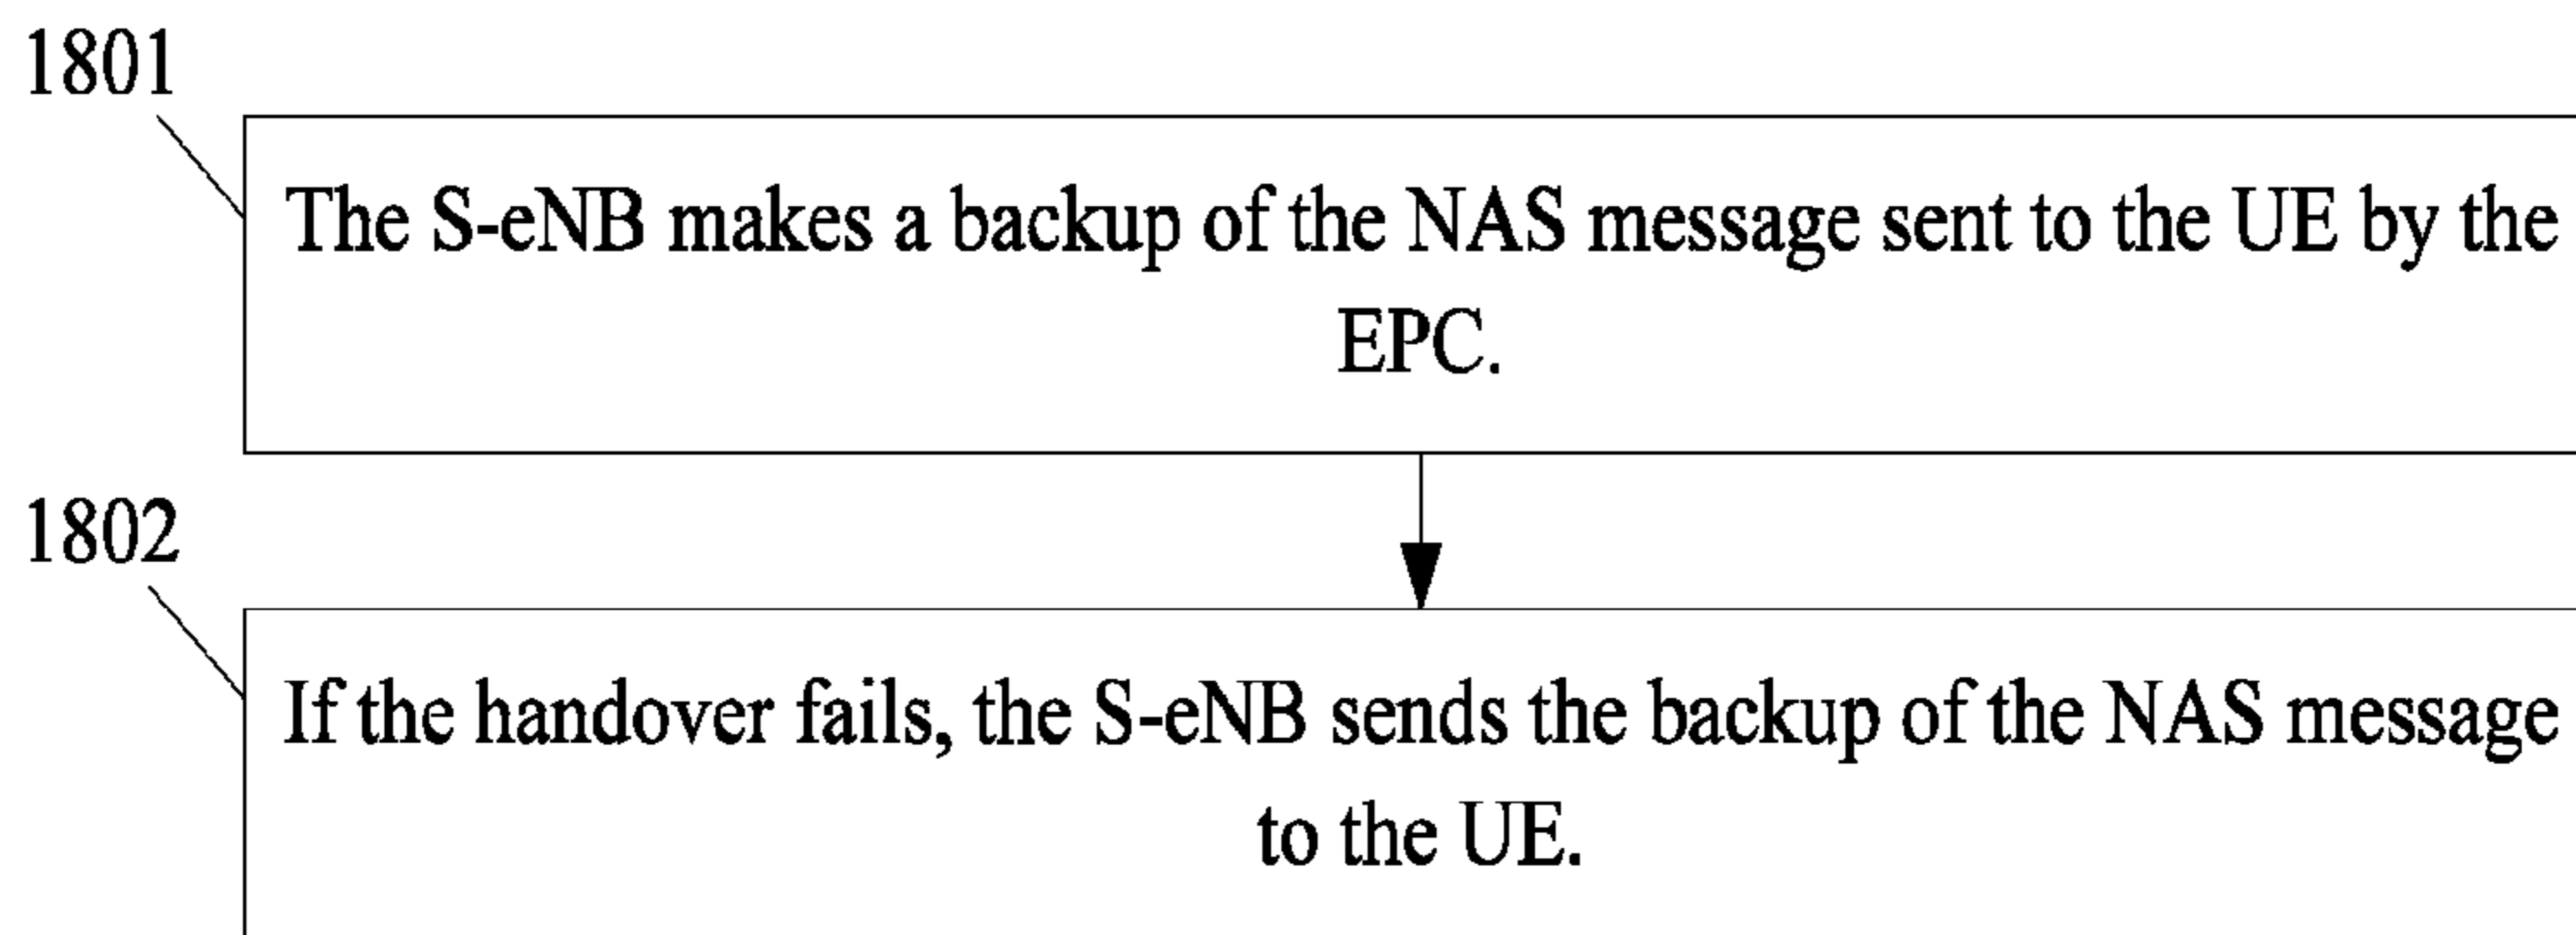 1801
The S-eNB makes a backup of the NAS message sent to the UE by the
EPC.
1802
If the handover fails, the S-eNB sends the backup of the NAS message
to the UE.